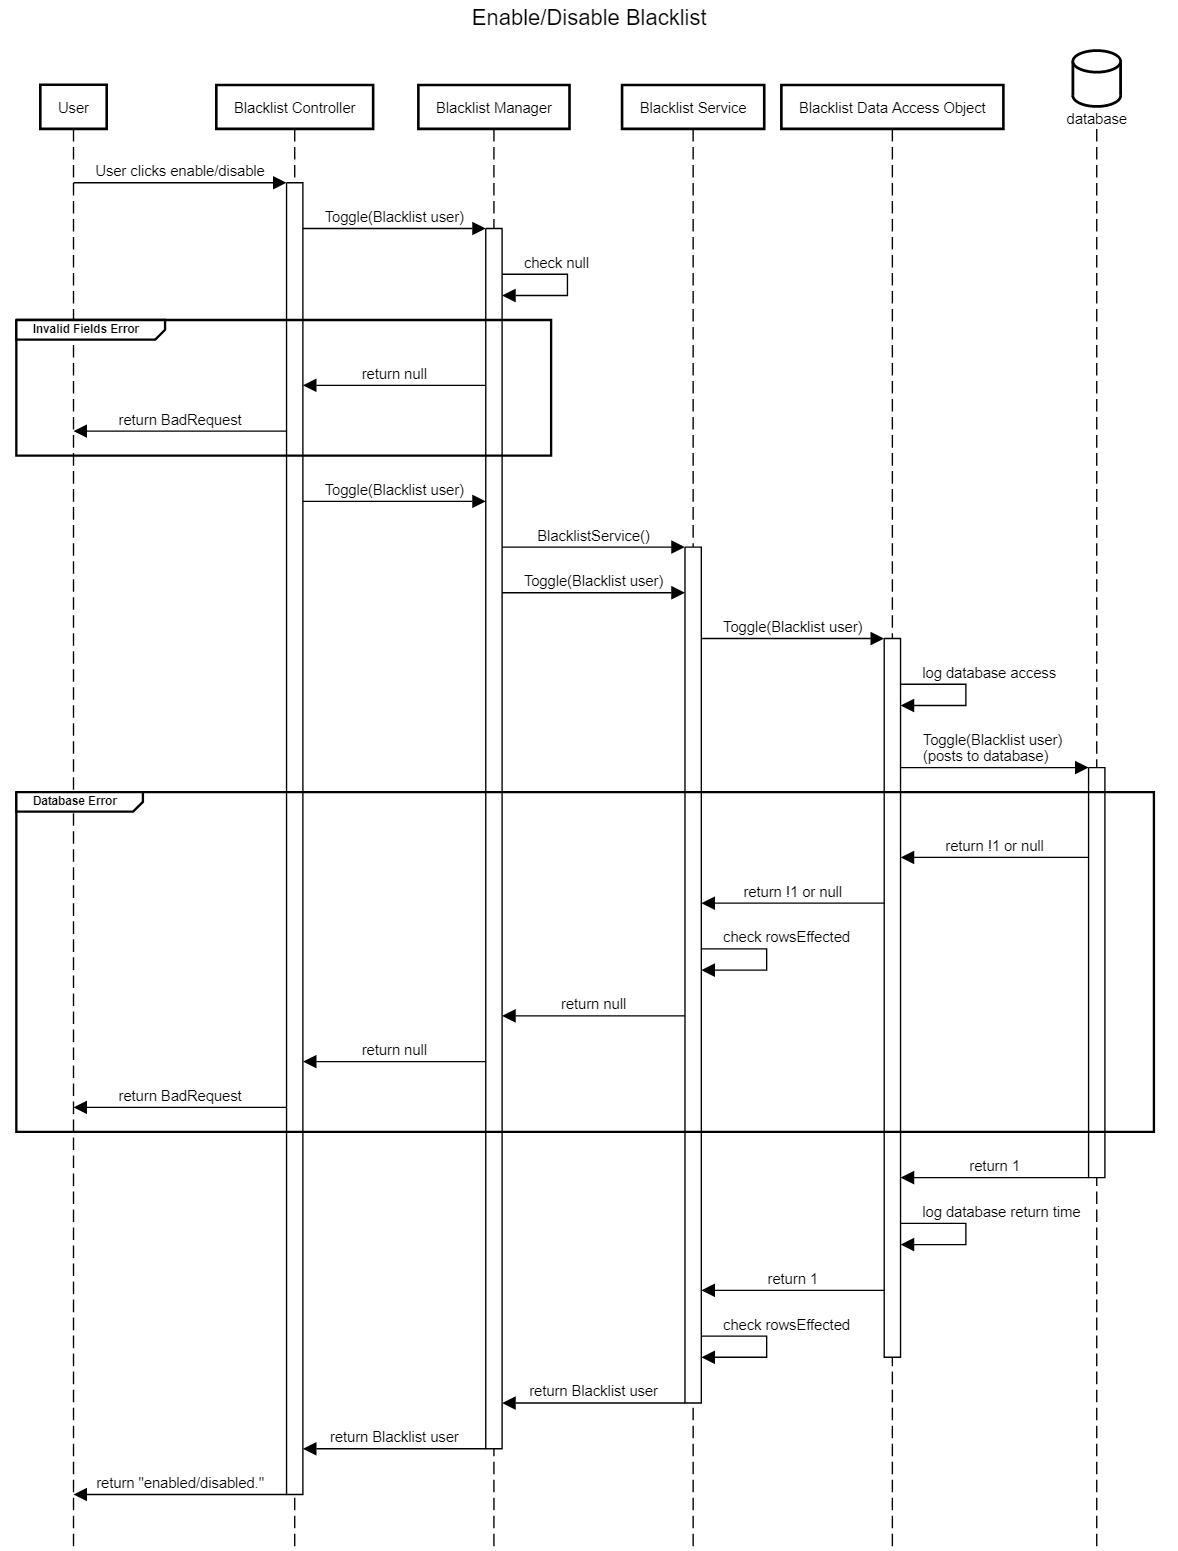 Enable/Disable Blacklist
User
Blacklist Controller
Blacklist Manager
Blacklist Service
Blacklist Data Access Object
database
User clicks enable/disable
Toggle(Blacklist user)
check null
Invalid Fields Error
return null
return BadRequest
Toggle(Blacklist user)
BlacklistService()
Toggle(Blacklist user)
Toggle(Blacklist user)
log database access
Toggle(Blacklist user)
(posts to database)
Database Error
return !1 or null
return !1 or null
check rowsEffected
return null
return null
return BadRequest
return 1
log database return time
return 1
check rowsEffected
return Blacklist user
return Blacklist user
return "enabled/disabled."